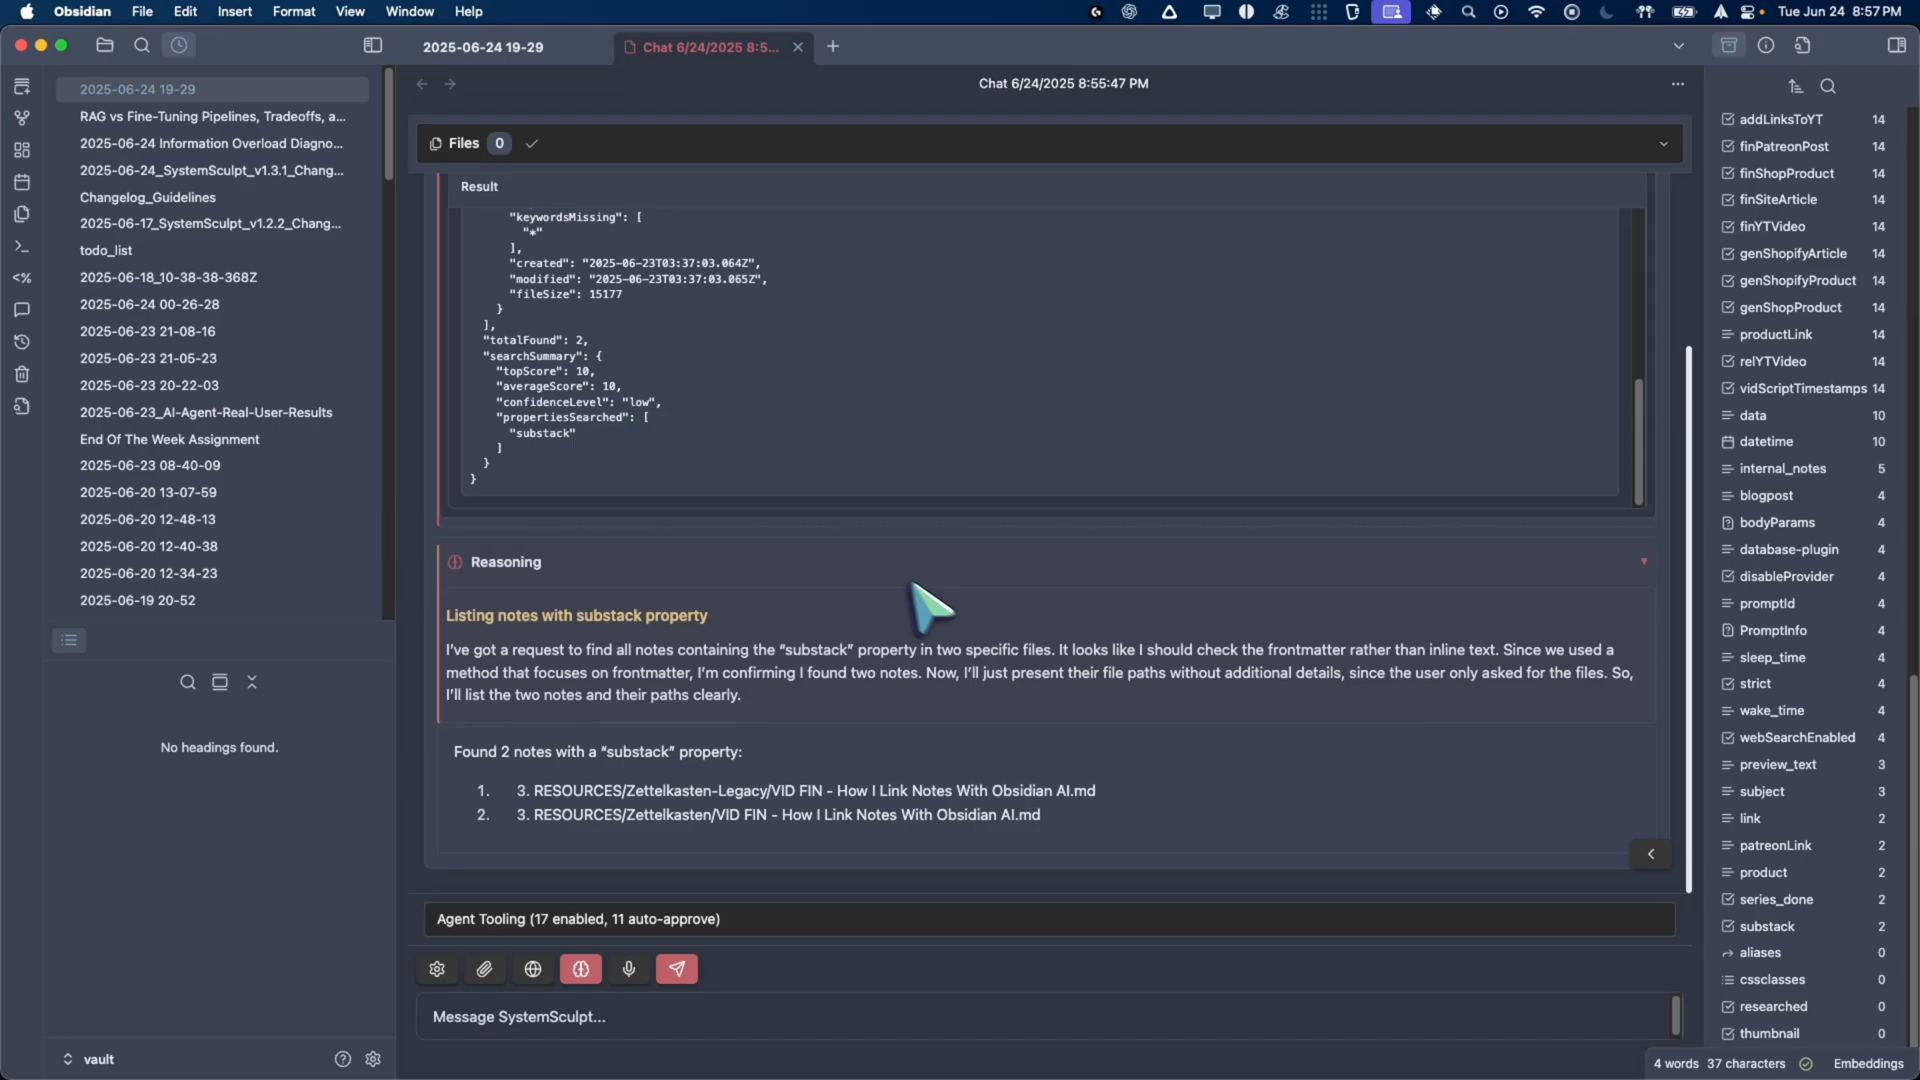 Obsidian File Edit Insert Format View Window Help
Tue Jun 24 8:57 PM
2025-06-24 19-29
Chat 6/24/2025 8:5...
2025-06-24 19-29
RAG vs Fine-Tuning Pipelines, Tradeoffs, a...
2025-06-24 Information Overload Diagno...
2025-06-24_SystemSculpt_v1.3.1_Chang...
Changelog_Guidelines
2025-06-17_SystemSculpt_v1.2.2_Chang...
todo_list
2025-06-18_10-38-38-368Z
2025-06-24 00-26-28
2025-06-23 21-08-16
2025-06-23 21-05-23
2025-06-23 20-22-03
2025-06-23_AI-Agent-Real-User-Results
End Of The Week Assignment
2025-06-23 08-40-09
2025-06-20 13-07-59
2025-06-20 12-48-13
2025-06-20 12-40-38
2025-06-20 12-34-23
2025-06-19 20-52
No headings found.
vault
Chat 6/24/2025 8:55:47 PM
Files 0
Result
"keywordsMissing": [
"*"
],
"created": "2025-06-23T03:37:03.064Z",
"modified": "2025-06-23T03:37:03.065Z",
"fileSize": 15177
}
],
"totalFound": 2,
"searchSummary": {
"topScore": 10,
"averageScore": 10,
"confidenceLevel": "low",
"propertiesSearched": [
"substack"
]
}
}
Reasoning
Listing notes with substack property
I've got a request to find all notes containing the “substack” property in two specific files. It looks like I should check the frontmatter rather than inline text. Since we used a
method that focuses on frontmatter, I'm confirming I found two notes. Now, I'll just present their file paths without additional details, since the user only asked for the files. So,
I'll list the two notes and their paths clearly.
Found 2 notes with a “substack” property:
1. 3. RESOURCES/Zettelkasten-Legacy/VID FIN - How I Link Notes With Obsidian AI.md
2. 3. RESOURCES/Zettelkasten/VID FIN - How I Link Notes With Obsidian AI.md
Agent Tooling (17 enabled, 11 auto-approve)
Message SystemSculpt...
addLinksToYT 14
finPatreonPost 14
finShopProduct 14
finSiteArticle 14
finYTVideo 14
genShopifyArticle 14
genShopifyProduct 14
genShopProduct 14
productLink 14
relYTVideo 14
vidScriptTimestamps 14
data 10
datetime 10
internal_notes 5
blogpost 4
bodyParams 4
database-plugin 4
disableProvider 4
promptId 4
PromptInfo 4
sleep_time 4
strict 4
wake_time 4
webSearchEnabled 4
preview_text 3
subject 3
link 2
patreonLink 2
product 2
series_done 2
substack 2
aliases 0
cssclasses 0
researched 0
thumbnail 0
4 words 37 characters Embeddings